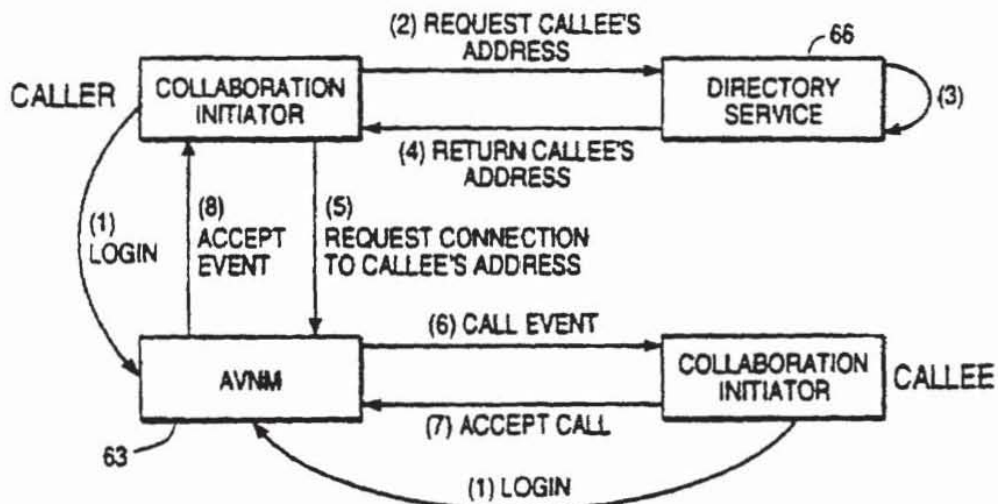 (2) REQUEST CALLEE'S
ADDRESS
66
CALLER
COLLABORATION
INITIATOR
DIRECTORY
SERVICE
(3)
(4) RETURN CALLEE'S
ADDRESS
(1)
LOGIN
(8)
ACCEPT
EVENT
(5)
REQUEST CONNECTION
TO CALLEE'S ADDRESS
(6) CALL EVENT
AVNM
COLLABORATION
INITIATOR
CALLEE
(7) ACCEPT CALL
63
(1) LOGIN